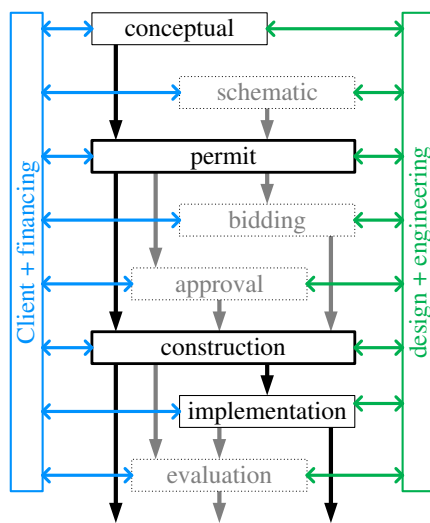 conceptual
schematic
permit
bidding
approval
construction
implementation
evaluation
Client + financing
design + engineering